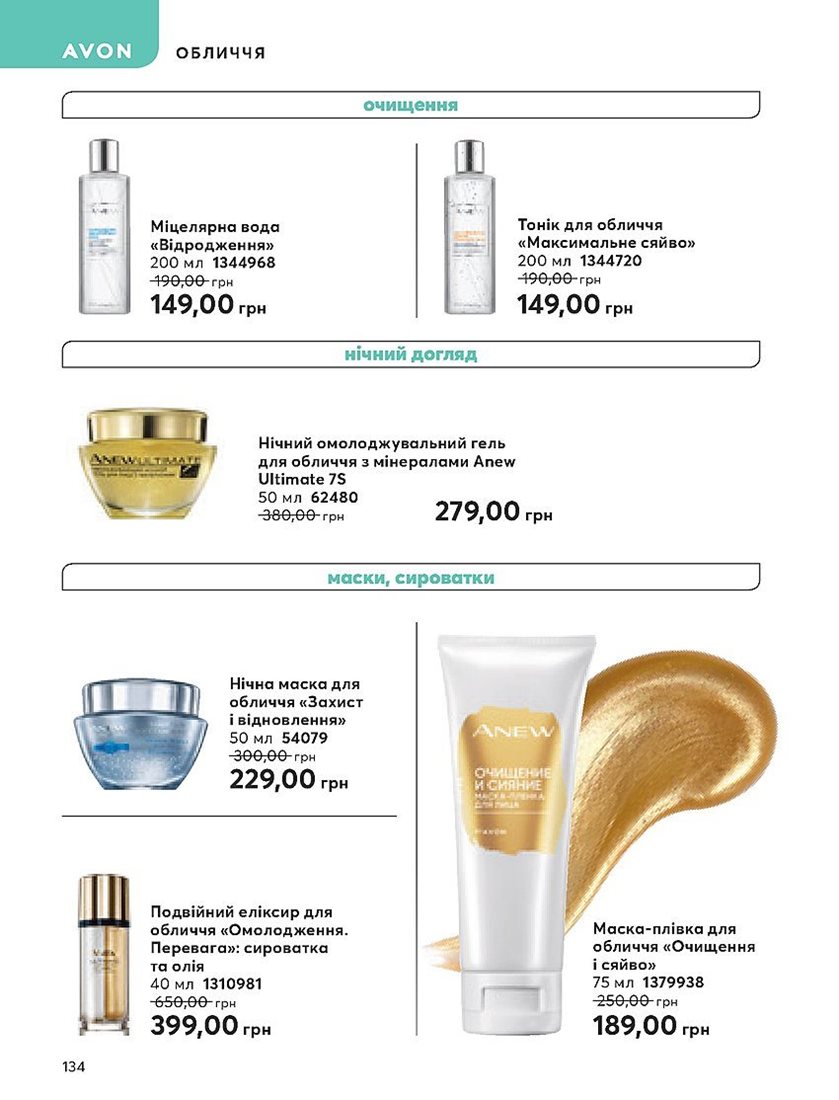 AVON
ОБЛИЧЧЯ
очищення
ANEW
Міцелярна вода
«Відродження»
200 мл 1344968
190,00 грн
149,00 грн
ANEW
Тонік для обличчя
«Максимальне сяйво»
200 мл 1344720
190,00 грн
149,00 грн
нічний догляд
ANEW ULTIMATE
Нічний омолоджувальний гель
для обличчя з мінералами Anew
Ultimate 7S
50 мл 62480
380,00 грн
279,00 грн
маски, сироватки
Нічна маска для
обличчя «Захист
і відновлення»
50 мл 54079
300,00 грн
229,00 грн
Подвійний еліксир для
обличчя «Омолодження.
Перевага»: сироватка
та олія
40 мл 1310981
650,00 грн
399,00 грн
ANEW
ОЧИЩЕНИЕ
И СИЯНИЕ
МАСКА-ПЛЕНКА
ДЛЯ ЛИЦА
Маска-плівка для
обличчя «Очищення
і сяйво»
75 мл 1379938
250,00 грн
189,00 грн
134